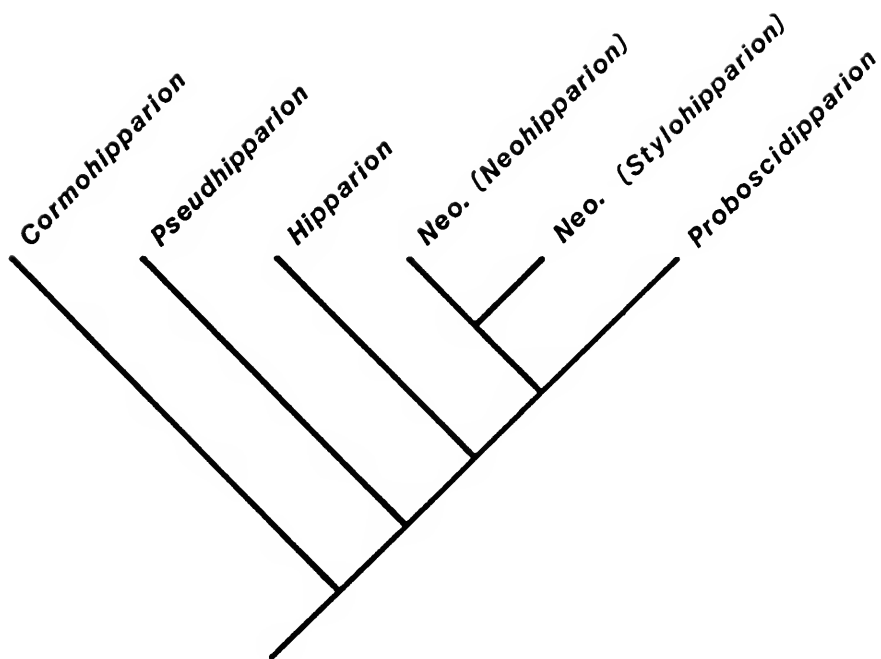 Cormohipparion
Pseudhipparion
Hipparion
Neo. (Neohipparion)
Neo. (Stylohipparion)
Proboscidipparion